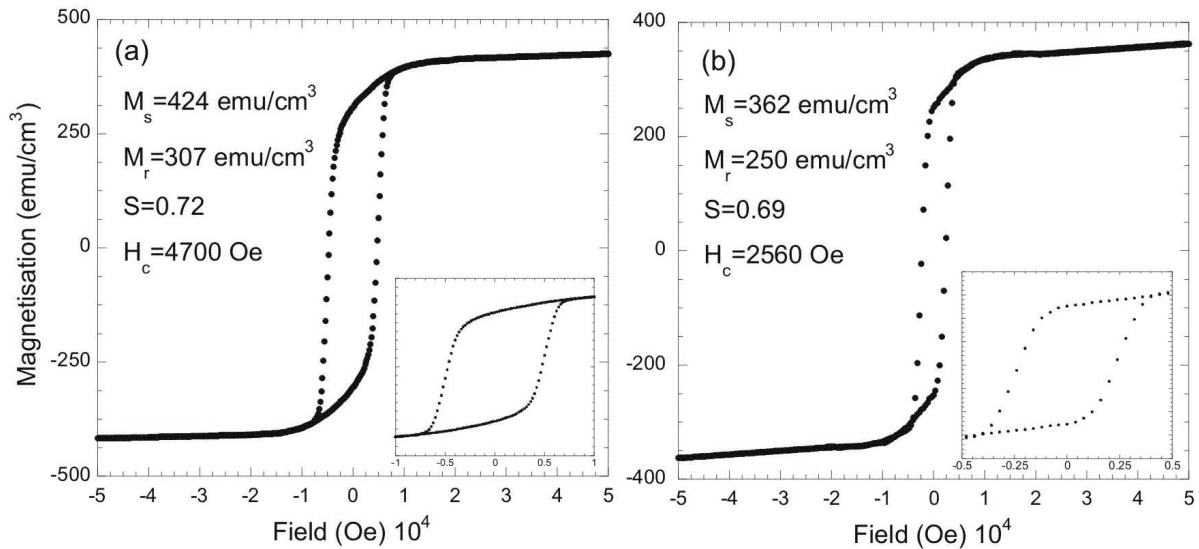 (a)
M_s=424 emu/cm^3
M_r=307 emu/cm^3
S=0.72
H_c=4700 Oe
Magnetisation (emu/cm^3)
500
250
0
-250
-500
-5 -4 -3 -2 -1 0 1 2 3 4 5
Field (Oe) 10^4
-1 -0.5 0 0.5 1
(b)
M_s=362 emu/cm^3
M_r=250 emu/cm^3
S=0.69
H_c=2560 Oe
400
200
0
-200
-400
-5 -4 -3 -2 -1 0 1 2 3 4 5
Field (Oe) 10^4
-0.5 -0.25 0 0.25 0.5